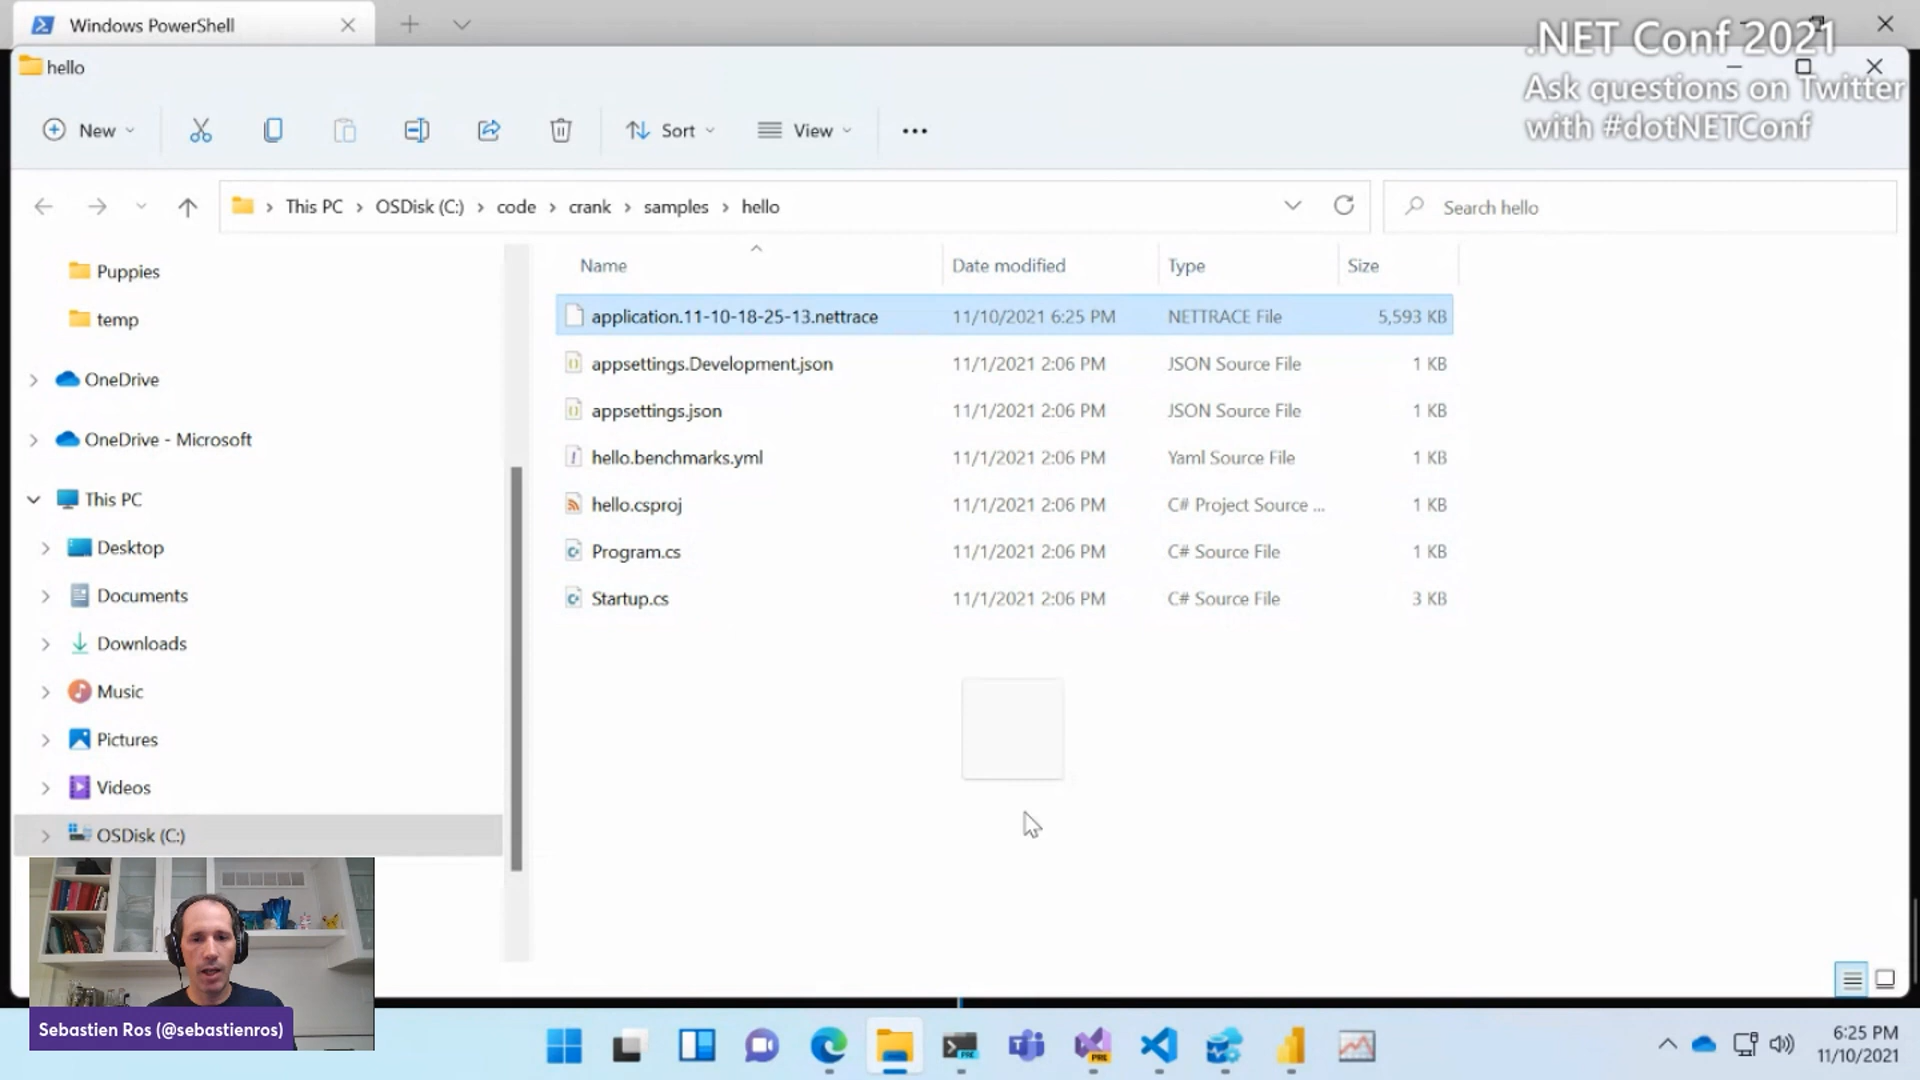 Windows PowerShell
.NET Conf 2021
Ask questions on Twitter
with #dotNETConf
hello
New
Sort
View
This PC
OSDisk (C:)
code
crank
samples
hello
Search hello
Name
Date modified
Type
Size
application.11-10-18-25-13.nettrace
11/10/2021 6:25 PM
NETTRACE File
5,593 KB
appsettings.Development.json
11/1/2021 2:06 PM
JSON Source File
1 KB
appsettings.json
11/1/2021 2:06 PM
JSON Source File
1 KB
hello.benchmarks.yml
11/1/2021 2:06 PM
Yaml Source File
1 KB
hello.csproj
11/1/2021 2:06 PM
C# Project Source ...
1 KB
Program.cs
11/1/2021 2:06 PM
C# Source File
1 KB
Startup.cs
11/1/2021 2:06 PM
C# Source File
3 KB
Puppies
temp
OneDrive
OneDrive - Microsoft
This PC
Desktop
Documents
Downloads
Music
Pictures
Videos
OSDisk (C:)
Sebastien Ros (@sebastienros)
PRE
PRE
6:25 PM
11/10/2021